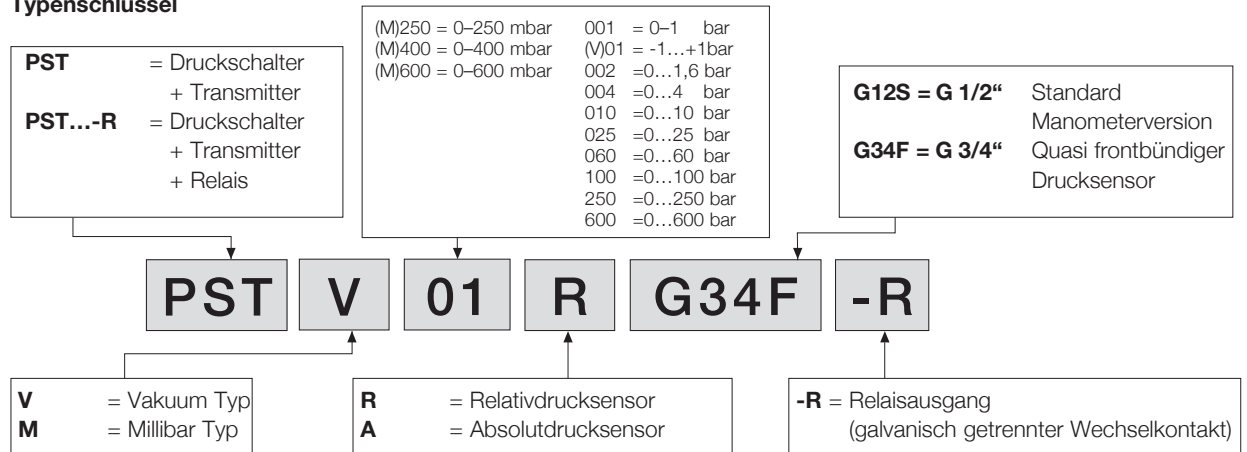 Typenschlüssel
PST = Druckschalter
+ Transmitter
PST...-R = Druckschalter
+ Transmitter
+ Relais
(M)250 = 0–250 mbar
(M)400 = 0–400 mbar
(M)600 = 0–600 mbar
001 = 0–1 bar
(V)01 = -1...+1bar
002 =0...1,6 bar
004 =0...4 bar
010 =0...10 bar
025 =0...25 bar
060 =0...60 bar
100 =0...100 bar
250 =0...250 bar
600 =0...600 bar
G12S = G 1/2“ Standard
Manometerversion
G34F = G 3/4“ Quasi frontbündiger
Drucksensor
PST V 01 R G34F -R
V = Vakuum Typ
M = Millibar Typ
R = Relativdrucksensor
A = Absolutdrucksensor
-R = Relaisausgang
(galvanisch getrennter Wechselkontakt)